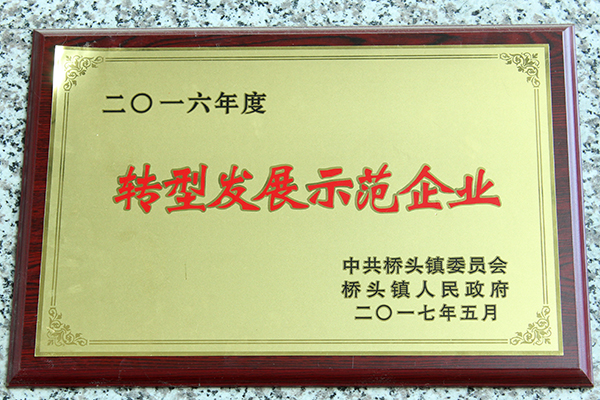 二〇一六年度
转型发展示范企业
中共桥头镇委员会
桥头镇人民政府
二〇一七年五月